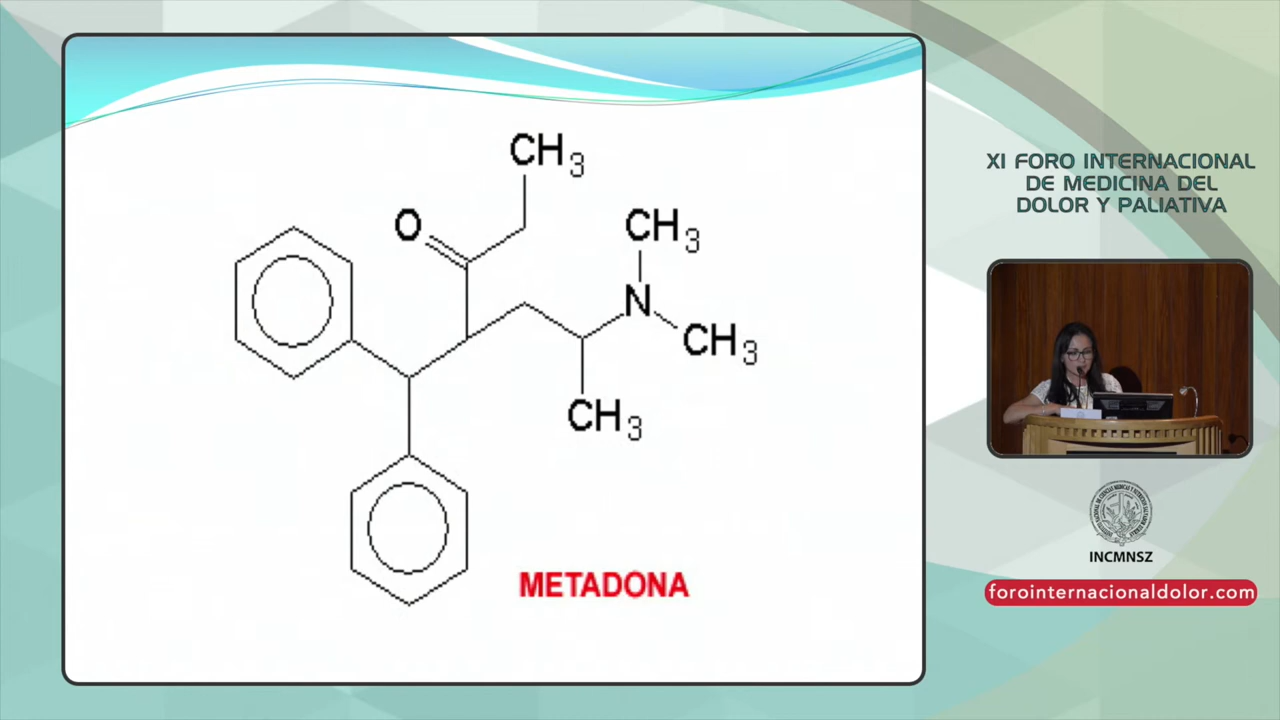 CH3
O
CH3
N
CH3
CH3
METADONA
XI FORO INTERNACIONAL
DE MEDICINA DEL
DOLOR Y PALIATIVA
INCMNSZ
forointernacionaldolor.com